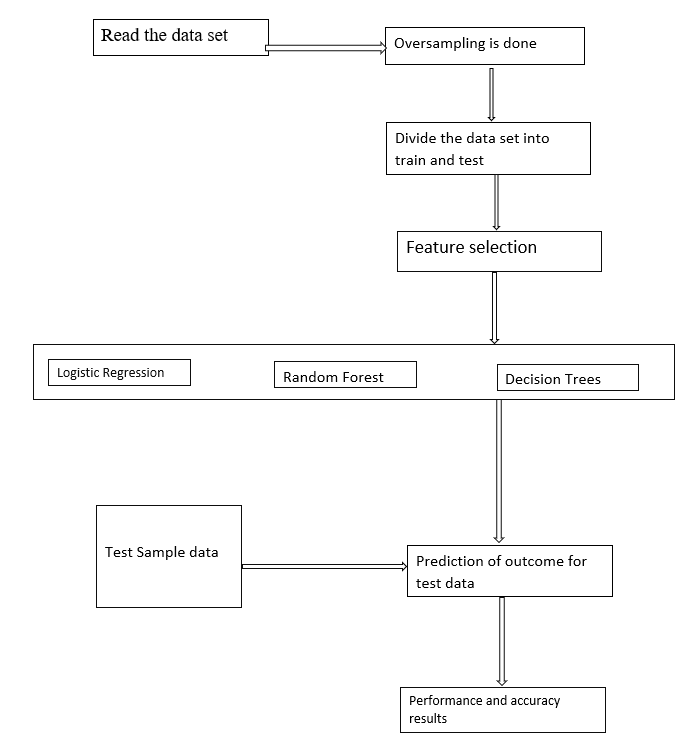 Read the data set
Oversampling is done
Divide the data set into
train and test
Feature selection
Logistic Regression
Random Forest
Decision Trees
Test Sample data
Prediction of outcome for
test data
Performance and accuracy
results